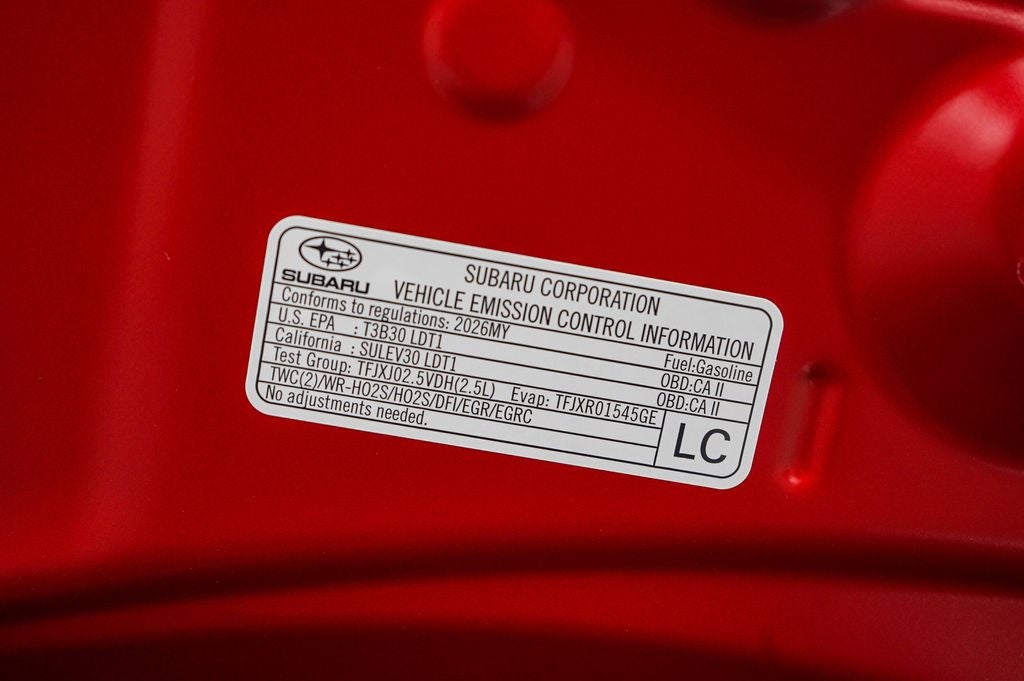 SUBARU
SUBARU CORPORATION
VEHICLE EMISSION CONTROL INFORMATION
Conforms to regulations: 2026MY
Fuel:Gasoline
U.S. EPA : T3B30 LDT1
OBD:CA II
California : SULEV30 LDT1
OBD:CA II
Test Group: TFJXJ02.5VDH(2.5L) Evap: TFJXR01545GE
TWC(2)/WR-HO2S/HO2S/DFI/EGR/EGRC
No adjustments needed.
LC